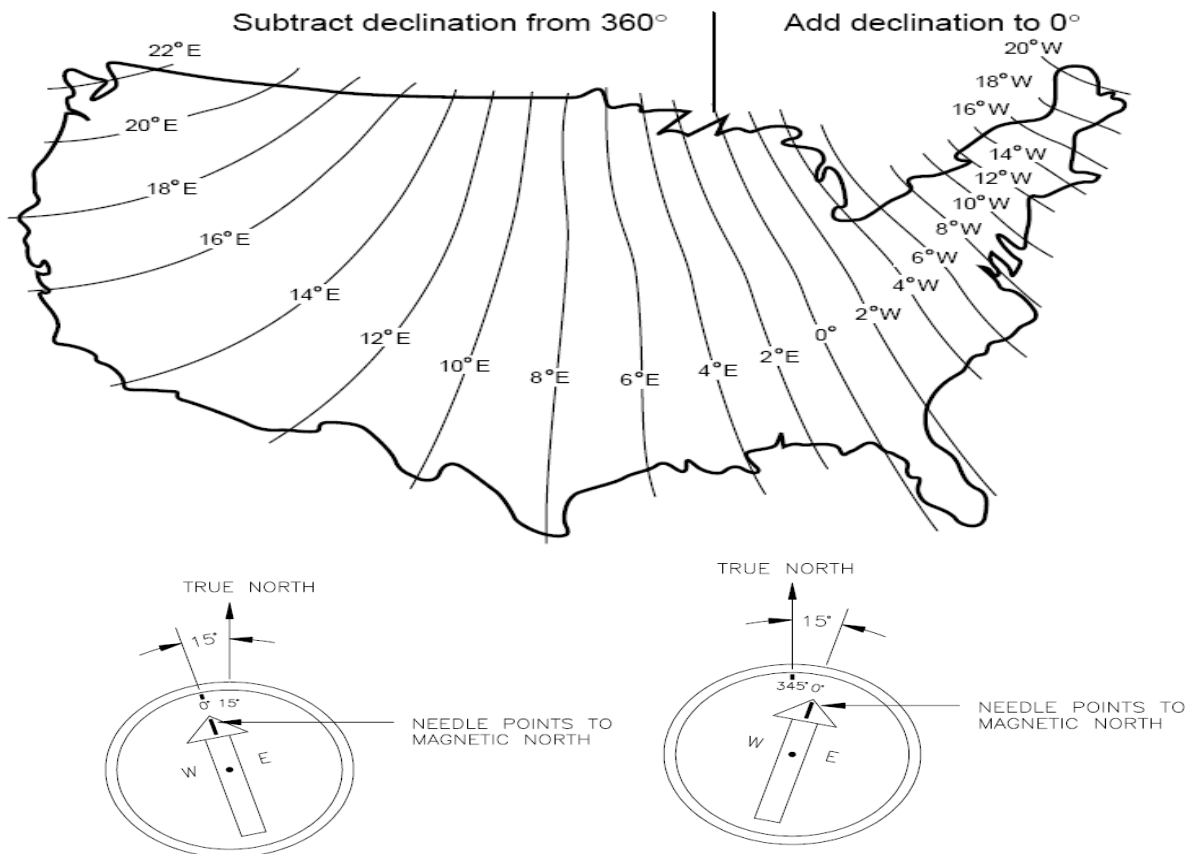 Subtract declination from 360°
Add declination to 0°
22°E
20°E
18°E
16°E
14°E
12°E
10°E
8°E
6°E
4°E
2°E
0°
2°W
4°W
6°W
8°W
10°W
12°W
14°W
16°W
18°W
20°W
TRUE NORTH
15°
0° 15°
W
E
NEEDLE POINTS TO
MAGNETIC NORTH
TRUE NORTH
15°
345° 0°
W
E
NEEDLE POINTS TO
MAGNETIC NORTH